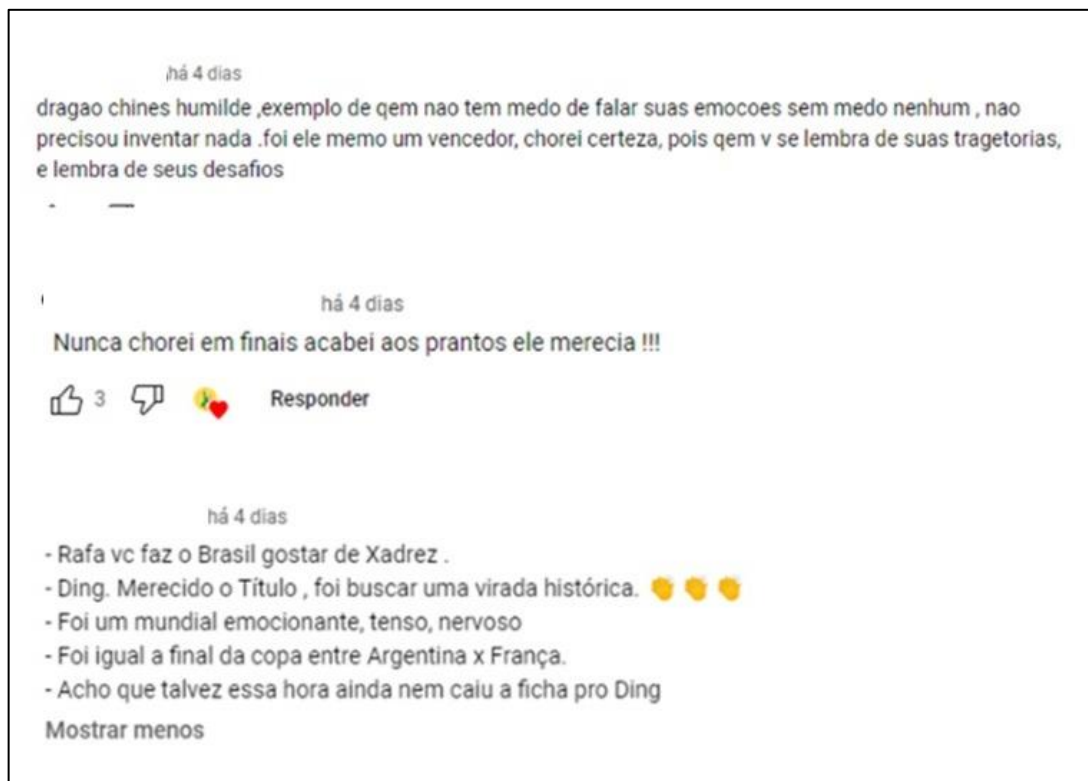 há 4 dias
dragao chines humilde ,exemplo de qem nao tem medo de falar suas emocoes sem medo nenhum , nao
precisou inventar nada .foi ele memo um vencedor, chorei certeza, pois qem v se lembra de suas tragetorias,
e lembra de seus desafios
há 4 dias
Nunca chorei em finais acabei aos prantos ele merecia !!!
3 Responder
há 4 dias
- Rafa vc faz o Brasil gostar de Xadrez .
- Ding. Merecido o Título , foi buscar uma virada histórica. 👏 👏 👏
- Foi um mundial emocionante, tenso, nervoso
- Foi igual a final da copa entre Argentina x França.
- Acho que talvez essa hora ainda nem caiu a ficha pro Ding
Mostrar menos